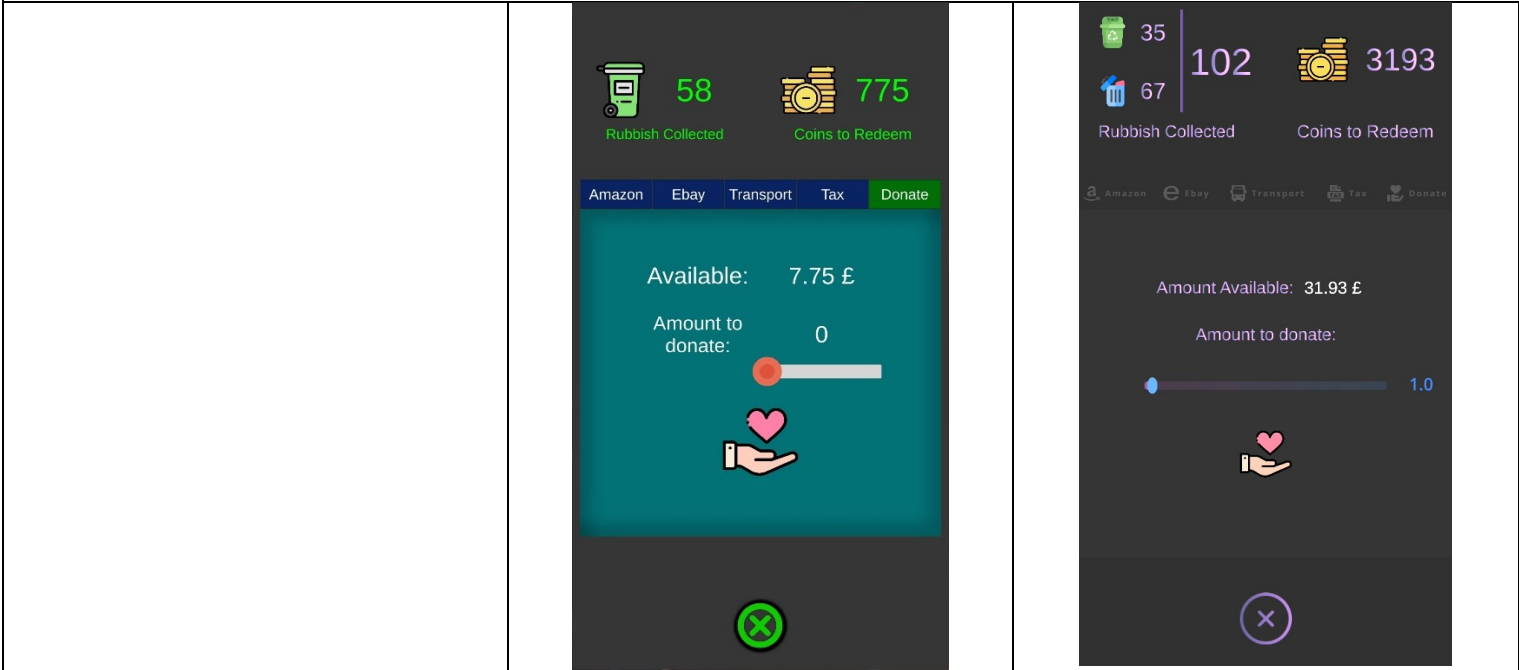 58
775
Rubbish Collected
Coins to Redeem
Amazon Ebay Transport Tax Donate
Available: 7.75 £
Amount to
donate:
0
35
67
102
3193
Rubbish Collected
Coins to Redeem
a Amazon e Ebay Transport TAX Tax Donate
Amount Available: 31.93 £
Amount to donate:
1.0